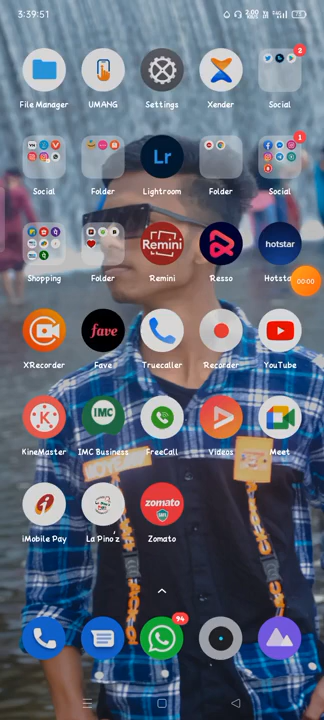 3:39:51
2.00
2
File Manager
UMANG
Settings
Xender
Social
1
Lr
Social
Folder
Lightroom
Folder
Social
Remini
hotstar
Shopping
Folder
Remini
Resso
Hotsta
00:00
fave
XRecorder
Fave
Truecaller
Recorder
YouTube
K
IMC
KineMaster
IMC Business
FreeCall
Videos
Meet
zomato
iMobile Pay
La Pino'z
Zomato
94